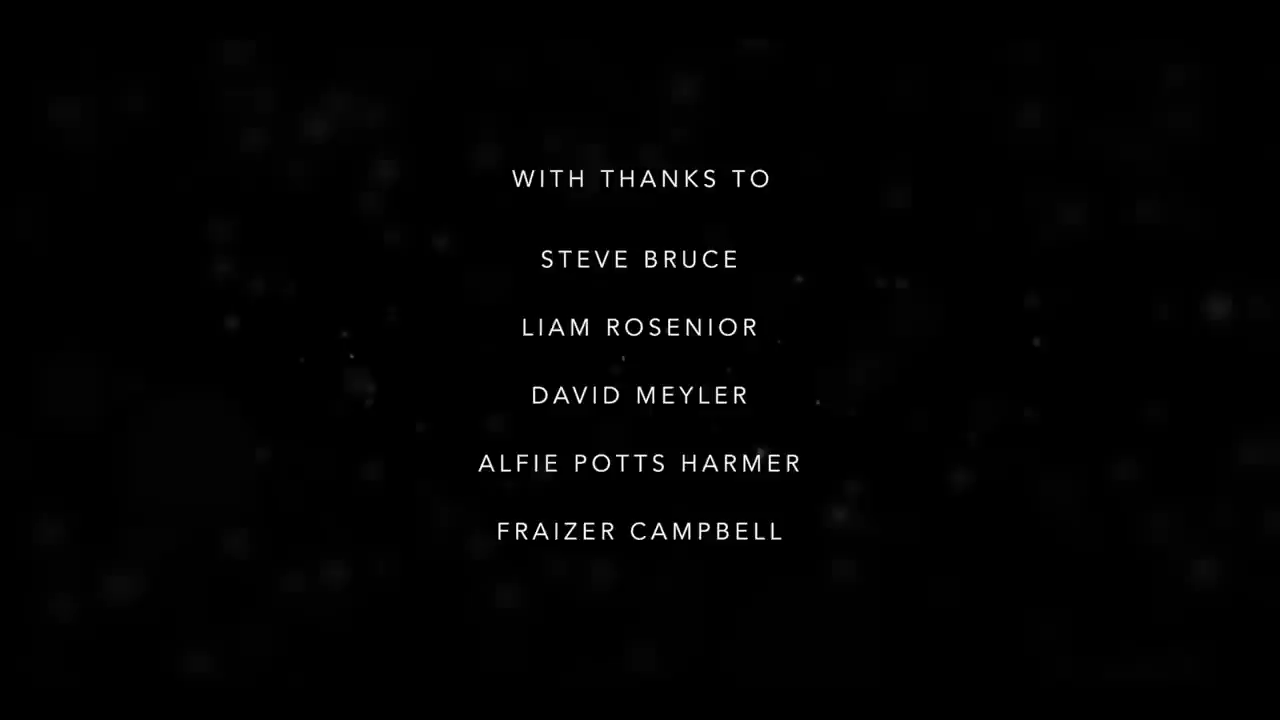 WITH THANKS TO
STEVE BRUCE
LIAM ROSENIOR
DAVID MEYLER
ALFIE POTTS HARMER
FRAIZER CAMPBELL